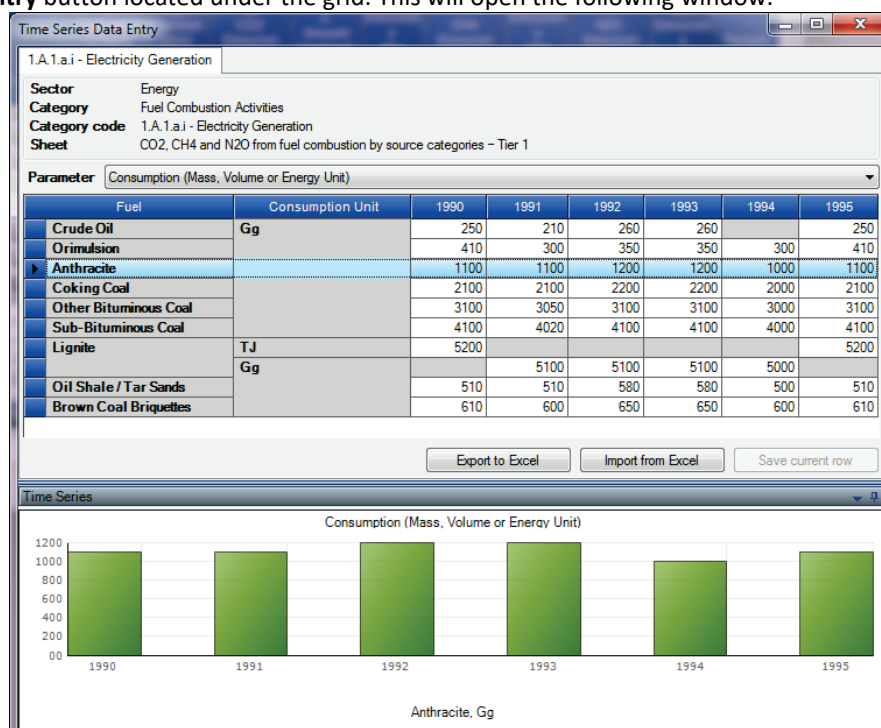 ntry button located under the grid. This will open the following window:
Time Series Data Entry
1.A.1.a.i - Electricity Generation
Sector Energy
Category Fuel Combustion Activities
Category code 1.A.1.a.i - Electricity Generation
Sheet CO2, CH4 and N2O from fuel combustion by source categories - Tier 1
Parameter Consumption (Mass, Volume or Energy Unit)
Fuel Consumption Unit 1990 1991 1992 1993 1994 1995
Crude Oil Gg 250 210 260 260 250
Orimulsion 410 300 350 350 300 410
Anthracite 1100 1100 1200 1200 1000 1100
Coking Coal 2100 2100 2200 2200 2000 2100
Other Bituminous Coal 3100 3050 3100 3100 3000 3100
Sub-Bituminous Coal 4100 4020 4100 4100 4000 4100
Lignite TJ 5200 5200
Gg 5100 5100 5100 5000
Oil Shale / Tar Sands 510 510 580 580 500 510
Brown Coal Briquettes 610 600 650 650 600 610
Export to Excel Import from Excel Save current row
Time Series
Consumption (Mass, Volume or Energy Unit)
1200
1000
800
600
400
200
00
1990 1991 1992 1993 1994 1995
Anthracite, Gg